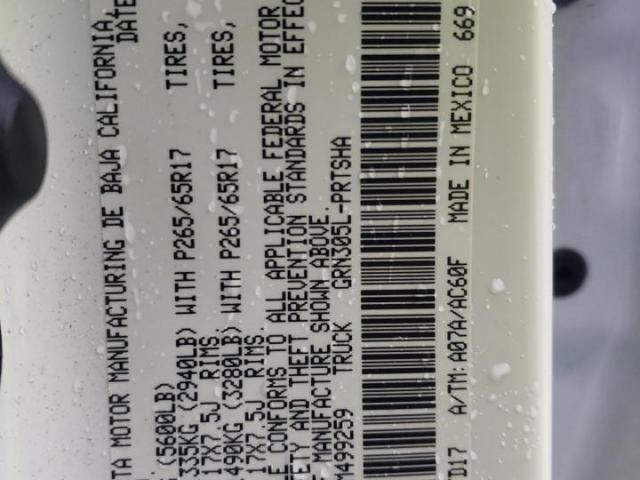 TA MOTOR MANUFACTURING DE BAJA CALIFORNIA,
DATE
(5600LB)
335KG (2940LB) WITH P265/65R17 TIRES,
17X7.5J RIMS,
490KG (3280LB) WITH P265/65R17 TIRES,
17X7.5J RIMS.
E CONFORMS TO ALL APPLICABLE FEDERAL MOTOR
FETY AND THEFT PREVENTION STANDARDS IN EFFEC
F MANUFACTURE SHOWN ABOVE.
M499259 TRUCK GRN305L-PRTSHA
TD17 A/TM:A07A/AC60F MADE IN MEXICO 669